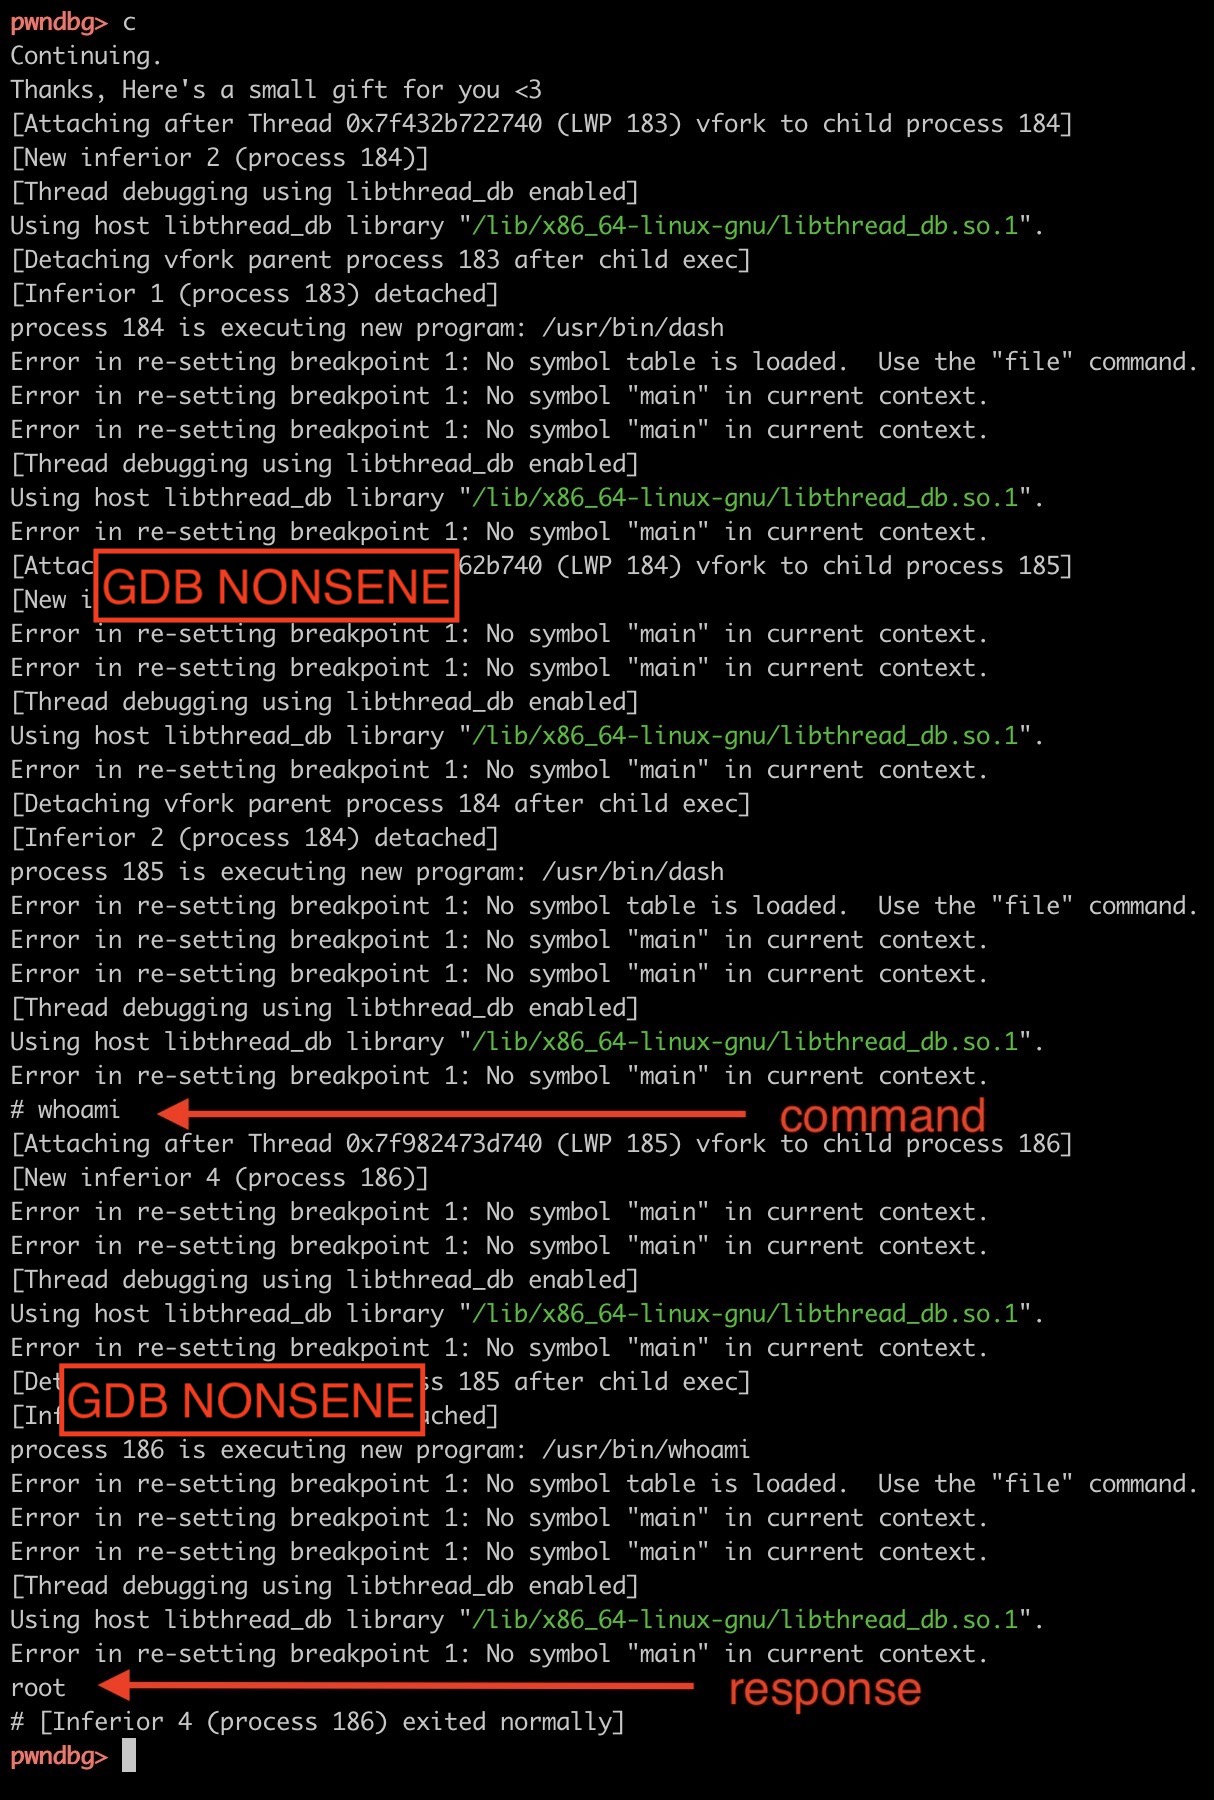 pwndbg> c
Continuing.
Thanks, Here's a small gift for you <3
[Attaching after Thread 0x7f432b722740 (LWP 183) vfork to child process 184]
[New inferior 2 (process 184)]
[Thread debugging using libthread_db enabled]
Using host libthread_db library "/lib/x86_64-linux-gnu/libthread_db.so.1".
[Detaching vfork parent process 183 after child exec]
[Inferior 1 (process 183) detached]
process 184 is executing new program: /usr/bin/dash
Error in re-setting breakpoint 1: No symbol table is loaded.  Use the "file" command.
Error in re-setting breakpoint 1: No symbol "main" in current context.
Error in re-setting breakpoint 1: No symbol "main" in current context.
[Thread debugging using libthread_db enabled]
Using host libthread_db library "/lib/x86_64-linux-gnu/libthread_db.so.1".
Error in re-setting breakpoint 1: No symbol "main" in current context.
[Attac 62b740 (LWP 184) vfork to child process 185]
GDB NONSENE
[New i
Error in re-setting breakpoint 1: No symbol "main" in current context.
Error in re-setting breakpoint 1: No symbol "main" in current context.
[Thread debugging using libthread_db enabled]
Using host libthread_db library "/lib/x86_64-linux-gnu/libthread_db.so.1".
Error in re-setting breakpoint 1: No symbol "main" in current context.
[Detaching vfork parent process 184 after child exec]
[Inferior 2 (process 184) detached]
process 185 is executing new program: /usr/bin/dash
Error in re-setting breakpoint 1: No symbol table is loaded.  Use the "file" command.
Error in re-setting breakpoint 1: No symbol "main" in current context.
Error in re-setting breakpoint 1: No symbol "main" in current context.
[Thread debugging using libthread_db enabled]
Using host libthread_db library "/lib/x86_64-linux-gnu/libthread_db.so.1".
Error in re-setting breakpoint 1: No symbol "main" in current context.
# whoami command
[Attaching after Thread 0x7f982473d740 (LWP 185) vfork to child process 186]
[New inferior 4 (process 186)]
Error in re-setting breakpoint 1: No symbol "main" in current context.
Error in re-setting breakpoint 1: No symbol "main" in current context.
[Thread debugging using libthread_db enabled]
Using host libthread_db library "/lib/x86_64-linux-gnu/libthread_db.so.1".
Error in re-setting breakpoint 1: No symbol "main" in current context.
[Det s 185 after child exec]
GDB NONSENE
[Inf ached]
process 186 is executing new program: /usr/bin/whoami
Error in re-setting breakpoint 1: No symbol table is loaded.  Use the "file" command.
Error in re-setting breakpoint 1: No symbol "main" in current context.
Error in re-setting breakpoint 1: No symbol "main" in current context.
[Thread debugging using libthread_db enabled]
Using host libthread_db library "/lib/x86_64-linux-gnu/libthread_db.so.1".
Error in re-setting breakpoint 1: No symbol "main" in current context.
root response
# [Inferior 4 (process 186) exited normally]
pwndbg>